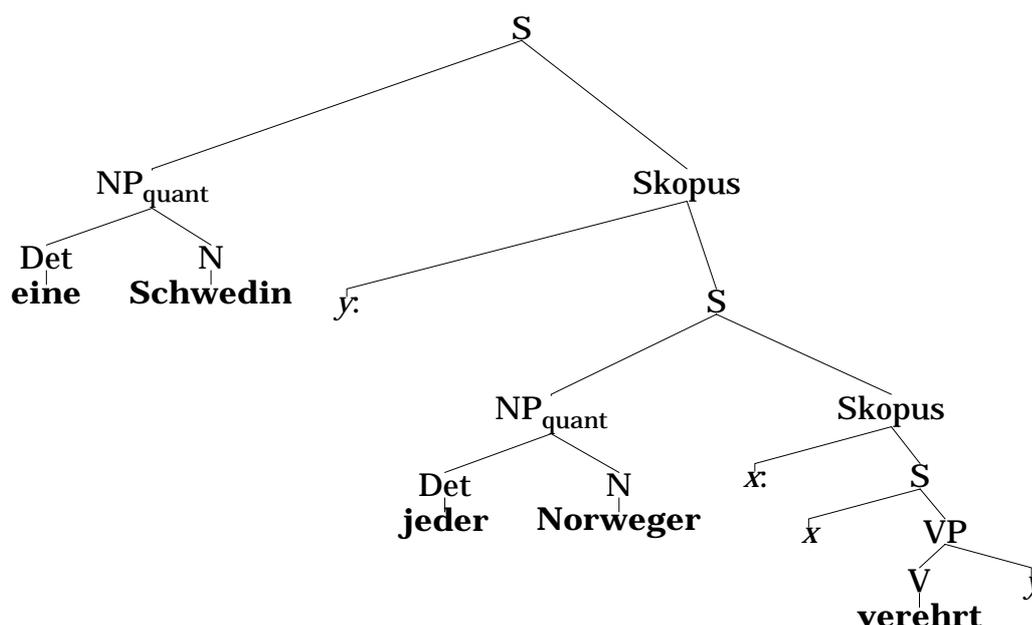 S
NPquant Skopus
Det N
eine Schwedin y:
S
NPquant Skopus
Det N x: S
jeder Norweger x VP
V y
verehrt